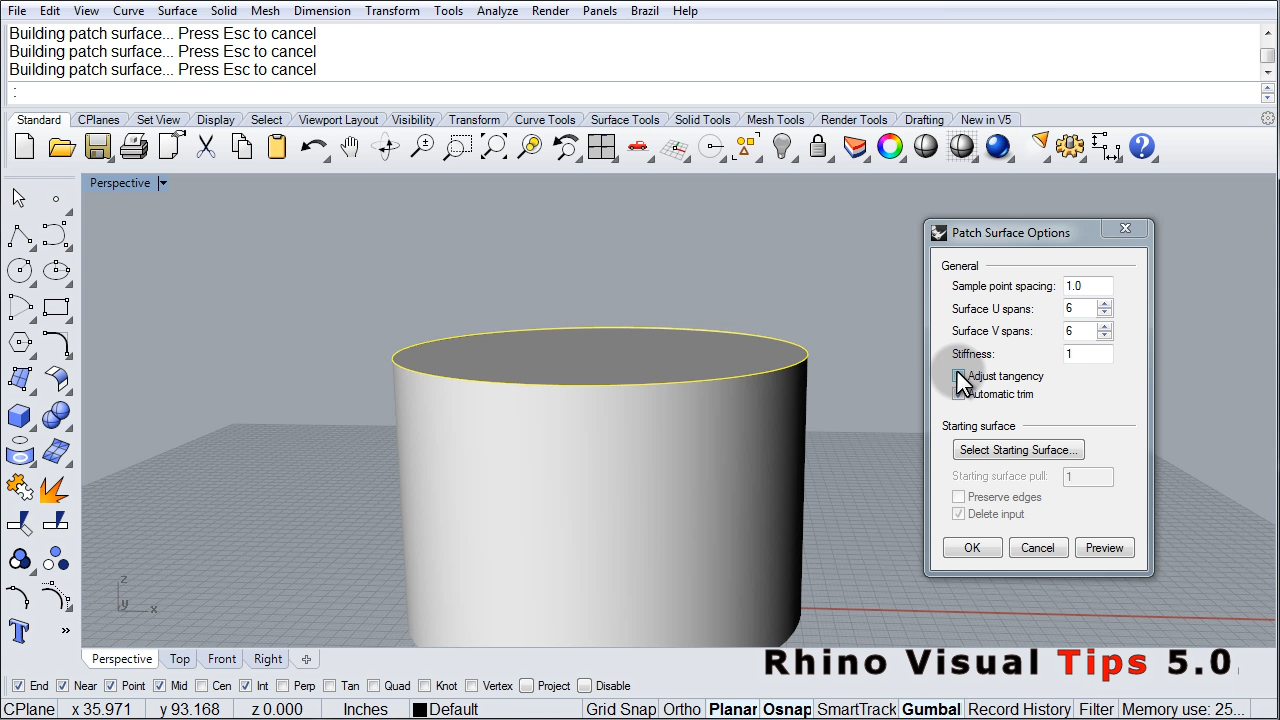 File Edit View Curve Surface Solid Mesh Dimension Transform Tools Analyze Render Panels Brazil Help
Building patch surface... Press Esc to cancel
Building patch surface... Press Esc to cancel
Building patch surface... Press Esc to cancel
:
Standard CPlanes Set View Display Select Viewport Layout Visibility Transform Curve Tools Surface Tools Solid Tools Mesh Tools Render Tools Drafting New in V5
Perspective
Patch Surface Options
General
Sample point spacing: 1.0
Surface U spans: 6
Surface V spans: 6
Stiffness: 1
Adjust tangency
Automatic trim
Starting surface
Select Starting Surface...
Starting surface pull: 1
Preserve edges
Delete input
OK Cancel Preview
z
y x
T »
Perspective Top Front Right
Rhino Visual Tips 5.0
End Near Point Mid Cen Int Perp Tan Quad Knot Vertex Project Disable
CPlane x 35.971 y 93.168 z 0.000 Inches Default Grid Snap Ortho Planar Osnap SmartTrack Gumbal Record History Filter Memory use: 25...